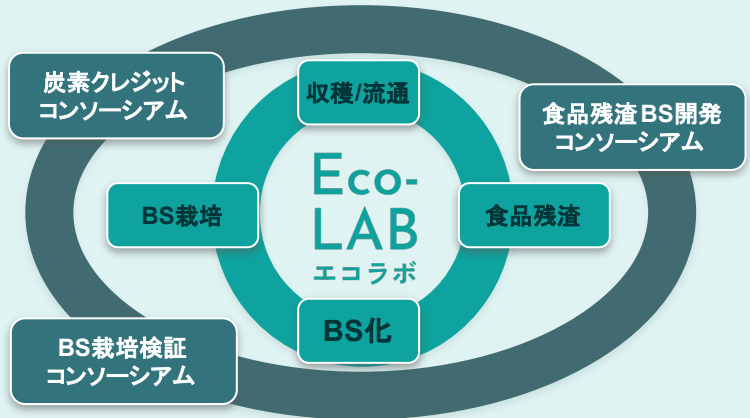 炭素クレジット
コンソーシアム
収穫/流通
食品残渣BS開発
コンソーシアム
Eco-
LAB
エコラボ
BS栽培
食品残渣
BS化
BS栽培検証
コンソーシアム